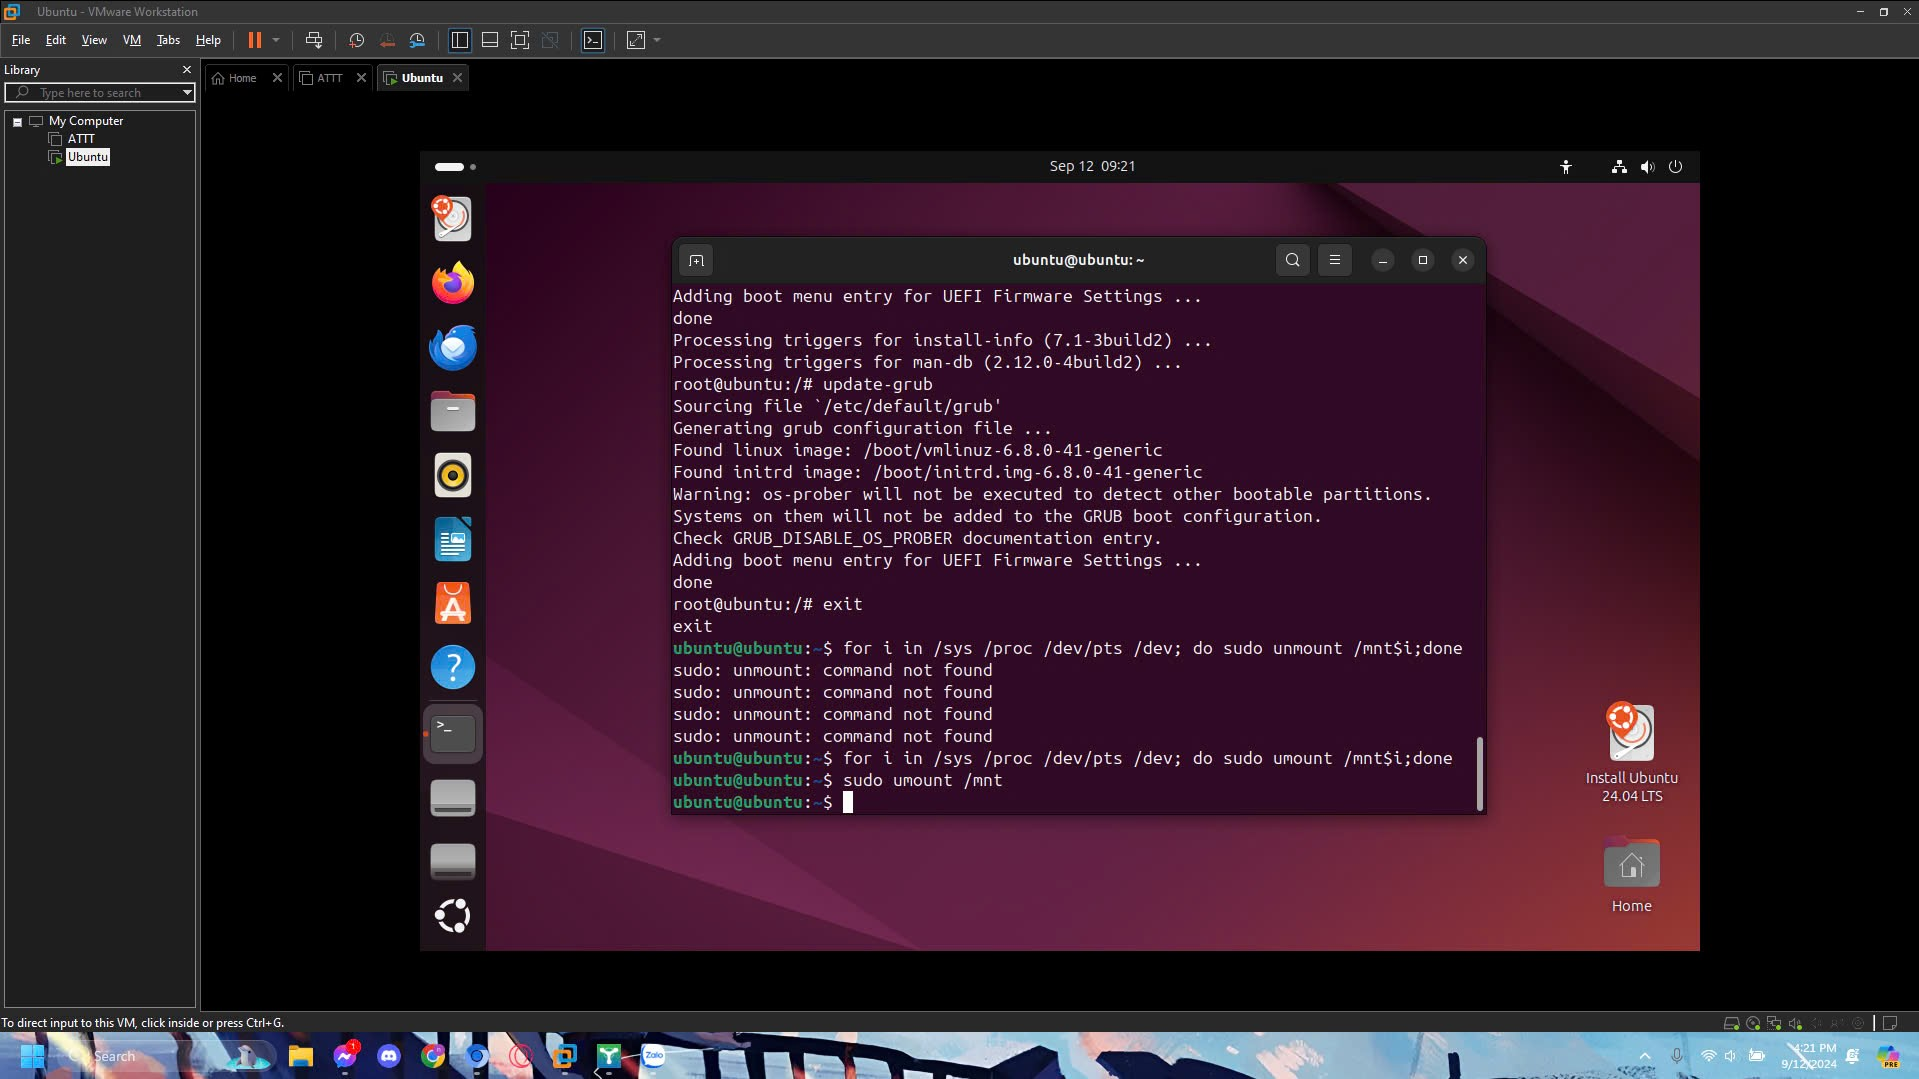 Ubuntu - VMware Workstation
File Edit View VM Tabs Help
Library
Type here to search
My Computer
ATTT
Ubuntu
Home
ATTT
Ubuntu
Sep 12 09:21
ubuntu@ubuntu: ~
Adding boot menu entry for UEFI Firmware Settings ...
done
Processing triggers for install-info (7.1-3build2) ...
Processing triggers for man-db (2.12.0-4build2) ...
root@ubuntu:/# update-grub
Sourcing file `/etc/default/grub'
Generating grub configuration file ...
Found linux image: /boot/vmlinuz-6.8.0-41-generic
Found initrd image: /boot/initrd.img-6.8.0-41-generic
Warning: os-prober will not be executed to detect other bootable partitions.
Systems on them will not be added to the GRUB boot configuration.
Check GRUB_DISABLE_OS_PROBER documentation entry.
Adding boot menu entry for UEFI Firmware Settings ...
done
root@ubuntu:/# exit
exit
ubuntu@ubuntu:~$ for i in /sys /proc /dev/pts /dev; do sudo unmount /mnt$i;done
sudo: unmount: command not found
sudo: unmount: command not found
sudo: unmount: command not found
sudo: unmount: command not found
ubuntu@ubuntu:~$ for i in /sys /proc /dev/pts /dev; do sudo umount /mnt$i;done
ubuntu@ubuntu:~$ sudo umount /mnt
ubuntu@ubuntu:~$
Install Ubuntu
24.04 LTS
Home
To direct input to this VM, click inside or press Ctrl+G.
Search
1
Zalo
4:21 PM
9/12/2024
PRE